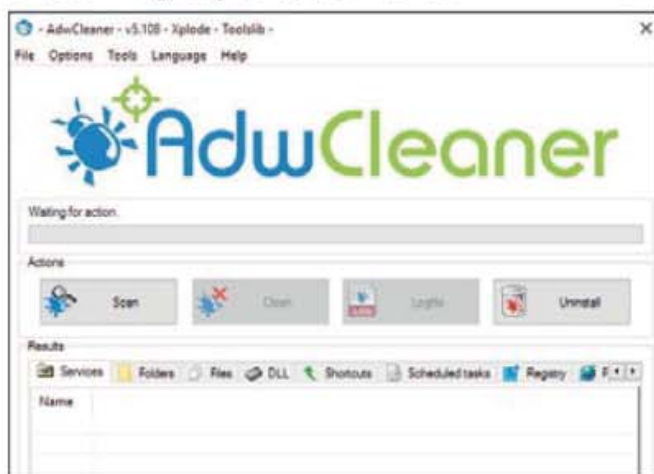 - AdwCleaner - v5.108 - Xplode - Toolslib -
File Options Tools Language Help
AdwCleaner
Waiting for action.
Actions
Scan
Clean
Logfile
Uninstall
Results
Services Folders Files DLL Shortcuts Scheduled tasks Registry F
Name